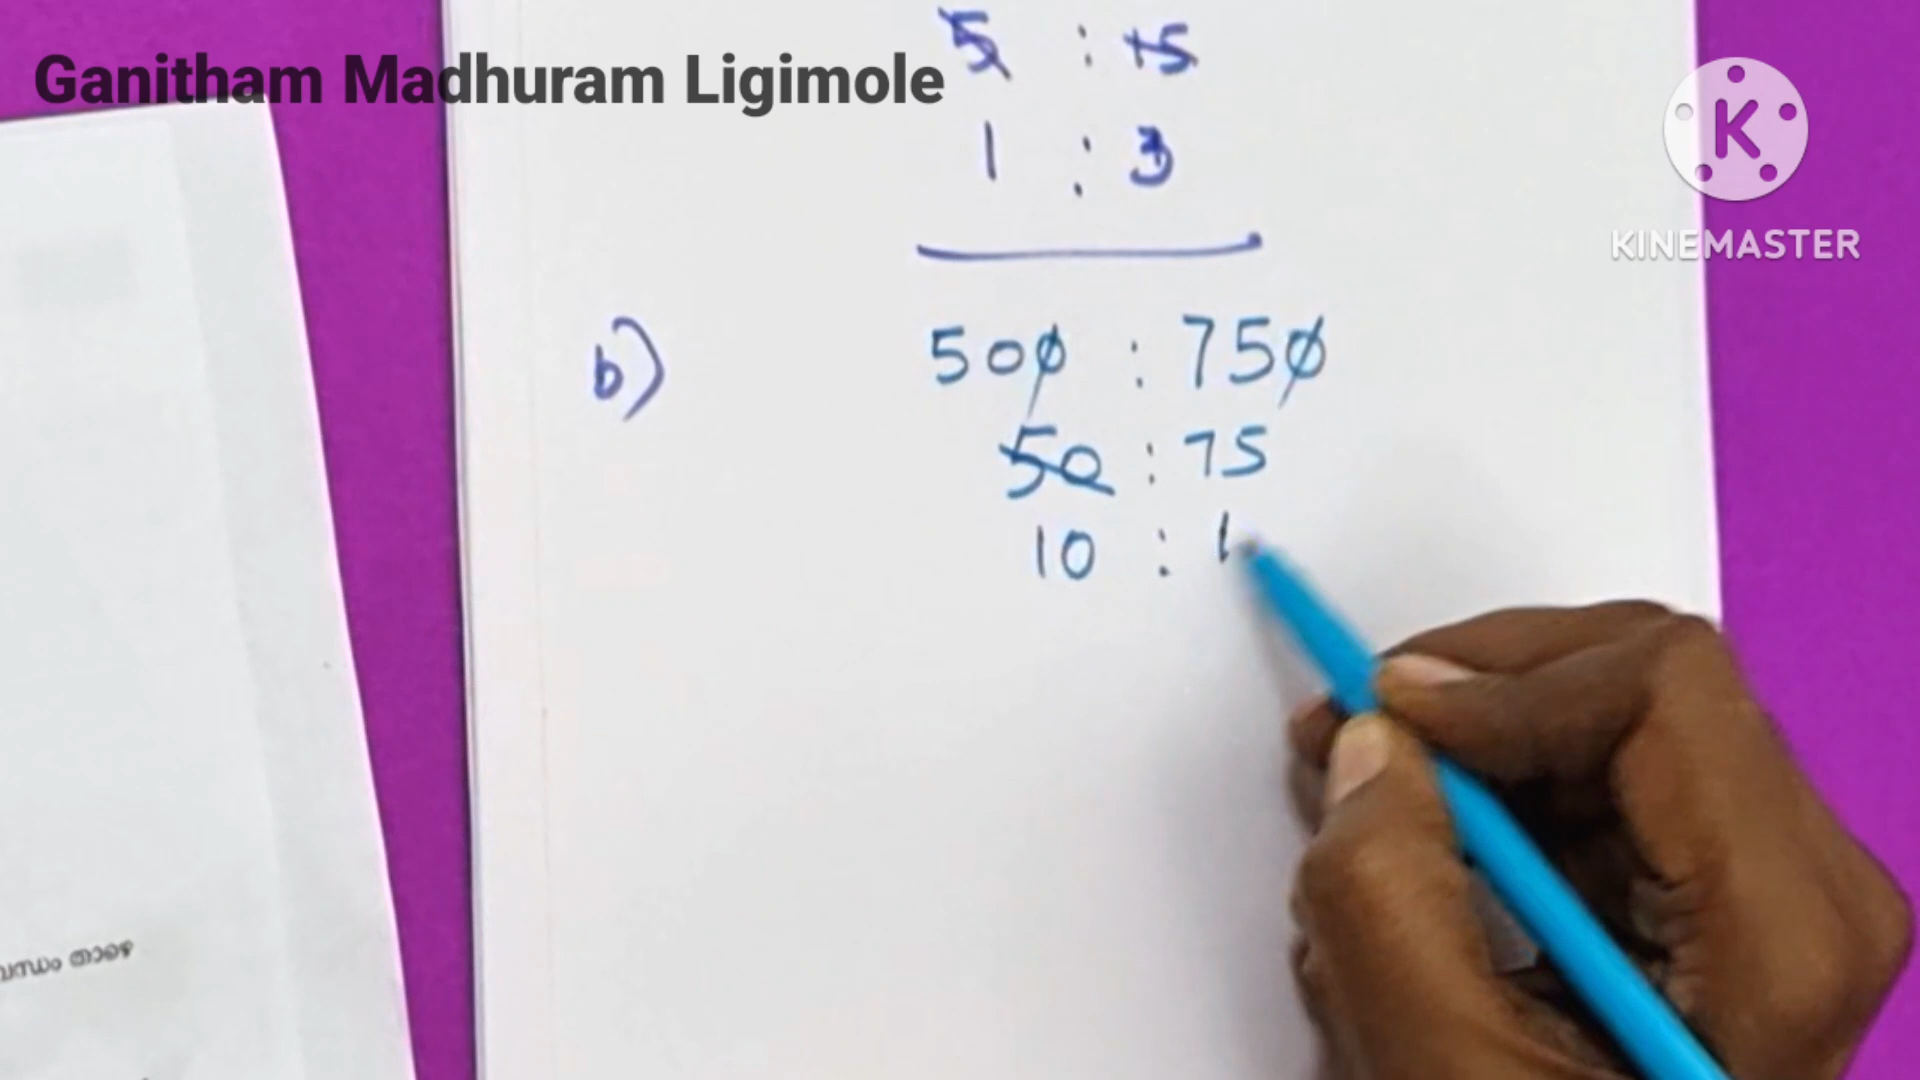 Ganitham Madhuram Ligimole
5 : 15
1 : 3
KINEMASTER
b) 500 : 750
50 : 75
10 : 1
താഴെ